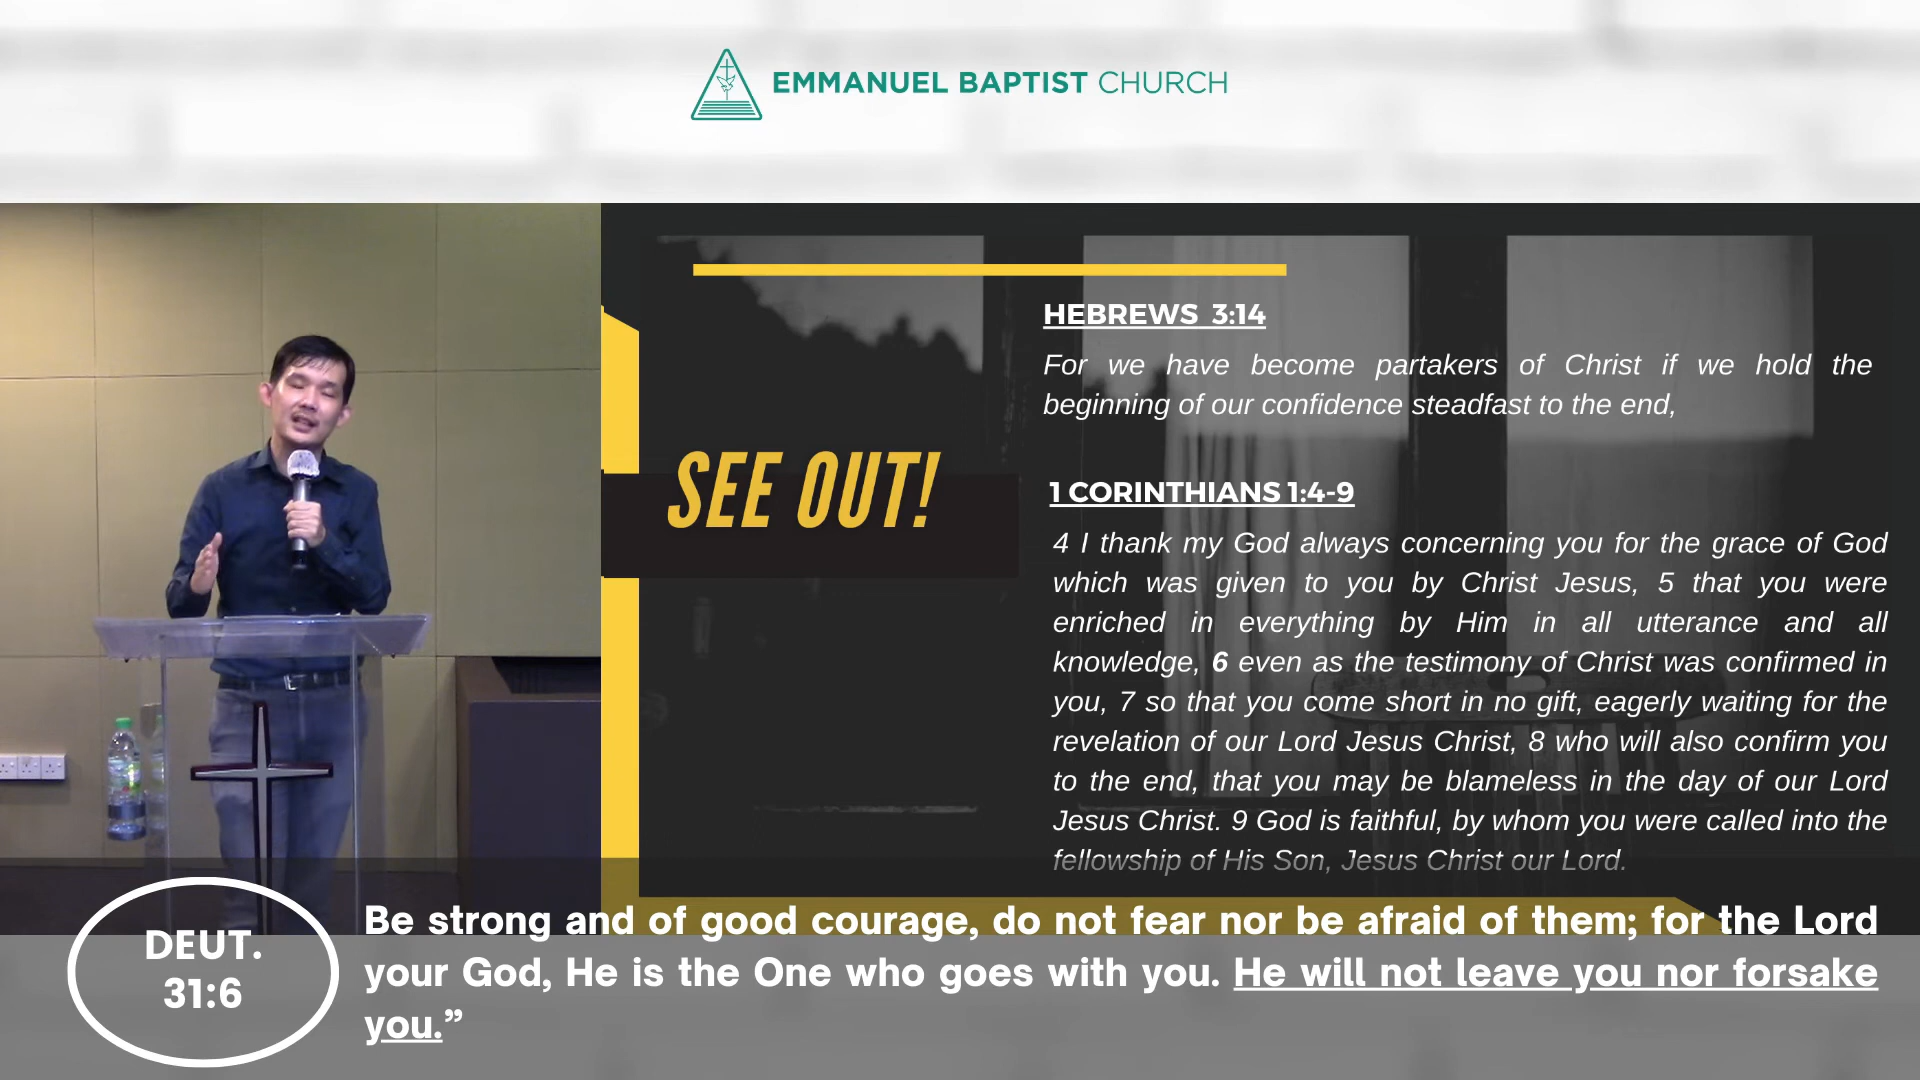 EMMANUEL BAPTIST CHURCH
HEBREWS 3:14
For we have become partakers of Christ if we hold the
beginning of our confidence steadfast to the end,
SEE OUT!
1 CORINTHIANS 1:4-9
4 I thank my God always concerning you for the grace of God
which was given to you by Christ Jesus, 5 that you were
enriched in everything by Him in all utterance and all
knowledge, 6 even as the testimony of Christ was confirmed in
you, 7 so that you come short in no gift, eagerly waiting for the
revelation of our Lord Jesus Christ, 8 who will also confirm you
to the end, that you may be blameless in the day of our Lord
Jesus Christ. 9 God is faithful, by whom you were called into the
fellowship of His Son, Jesus Christ our Lord.
DEUT.
31:6
Be strong and of good courage, do not fear nor be afraid of them; for the Lord
your God, He is the One who goes with you. He will not leave you nor forsake
you.”